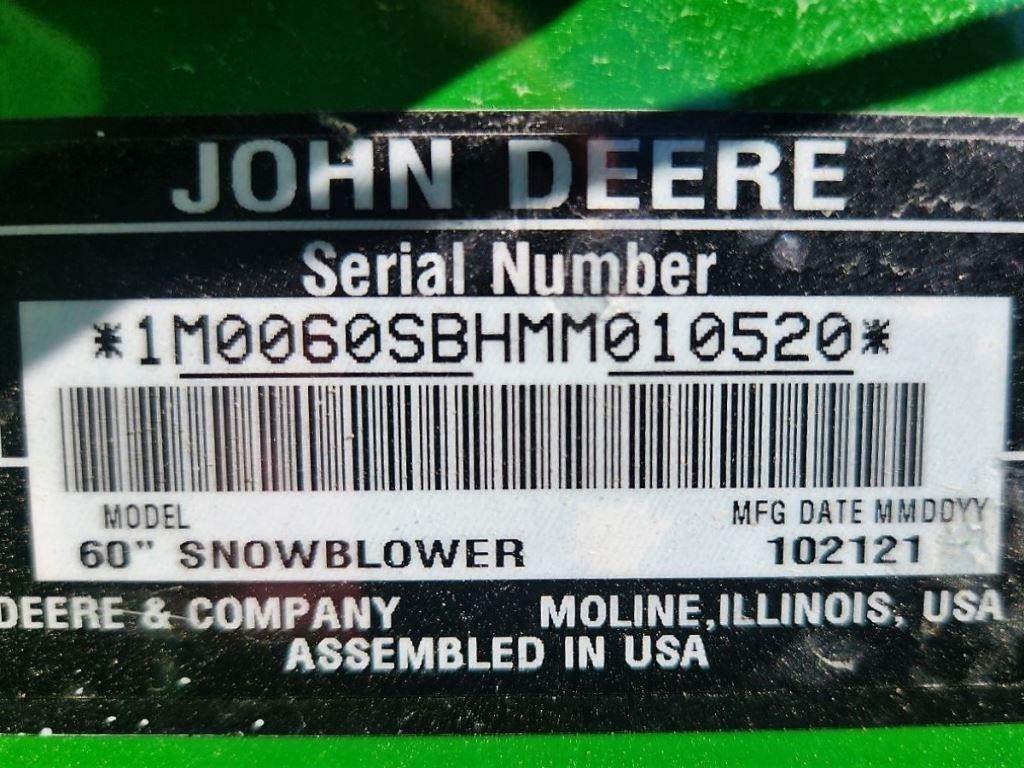 JOHN DEERE
Serial Number
*1M0060SBHMM010520*
MODEL MFG DATE MMDDYY
60" SNOWBLOWER 102121
DEERE & COMPANY MOLINE, ILLINOIS, USA
ASSEMBLED IN USA